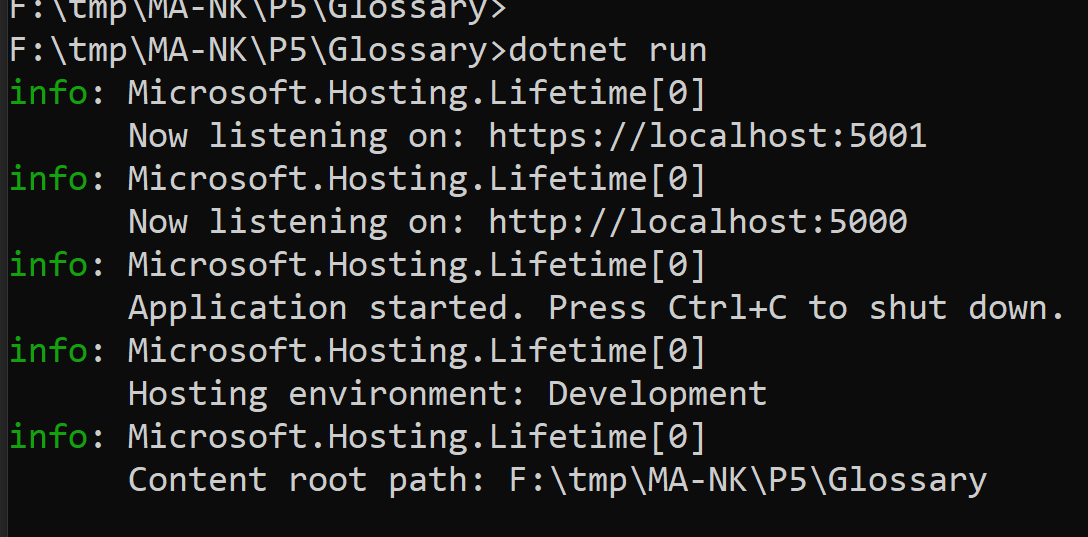 F:\tmp\MA-NK\P5\Glossary>
F:\tmp\MA-NK\P5\Glossary>dotnet run
info: Microsoft.Hosting.Lifetime[0]
      Now listening on: https://localhost:5001
info: Microsoft.Hosting.Lifetime[0]
      Now listening on: http://localhost:5000
info: Microsoft.Hosting.Lifetime[0]
      Application started. Press Ctrl+C to shut down.
info: Microsoft.Hosting.Lifetime[0]
      Hosting environment: Development
info: Microsoft.Hosting.Lifetime[0]
      Content root path: F:\tmp\MA-NK\P5\Glossary